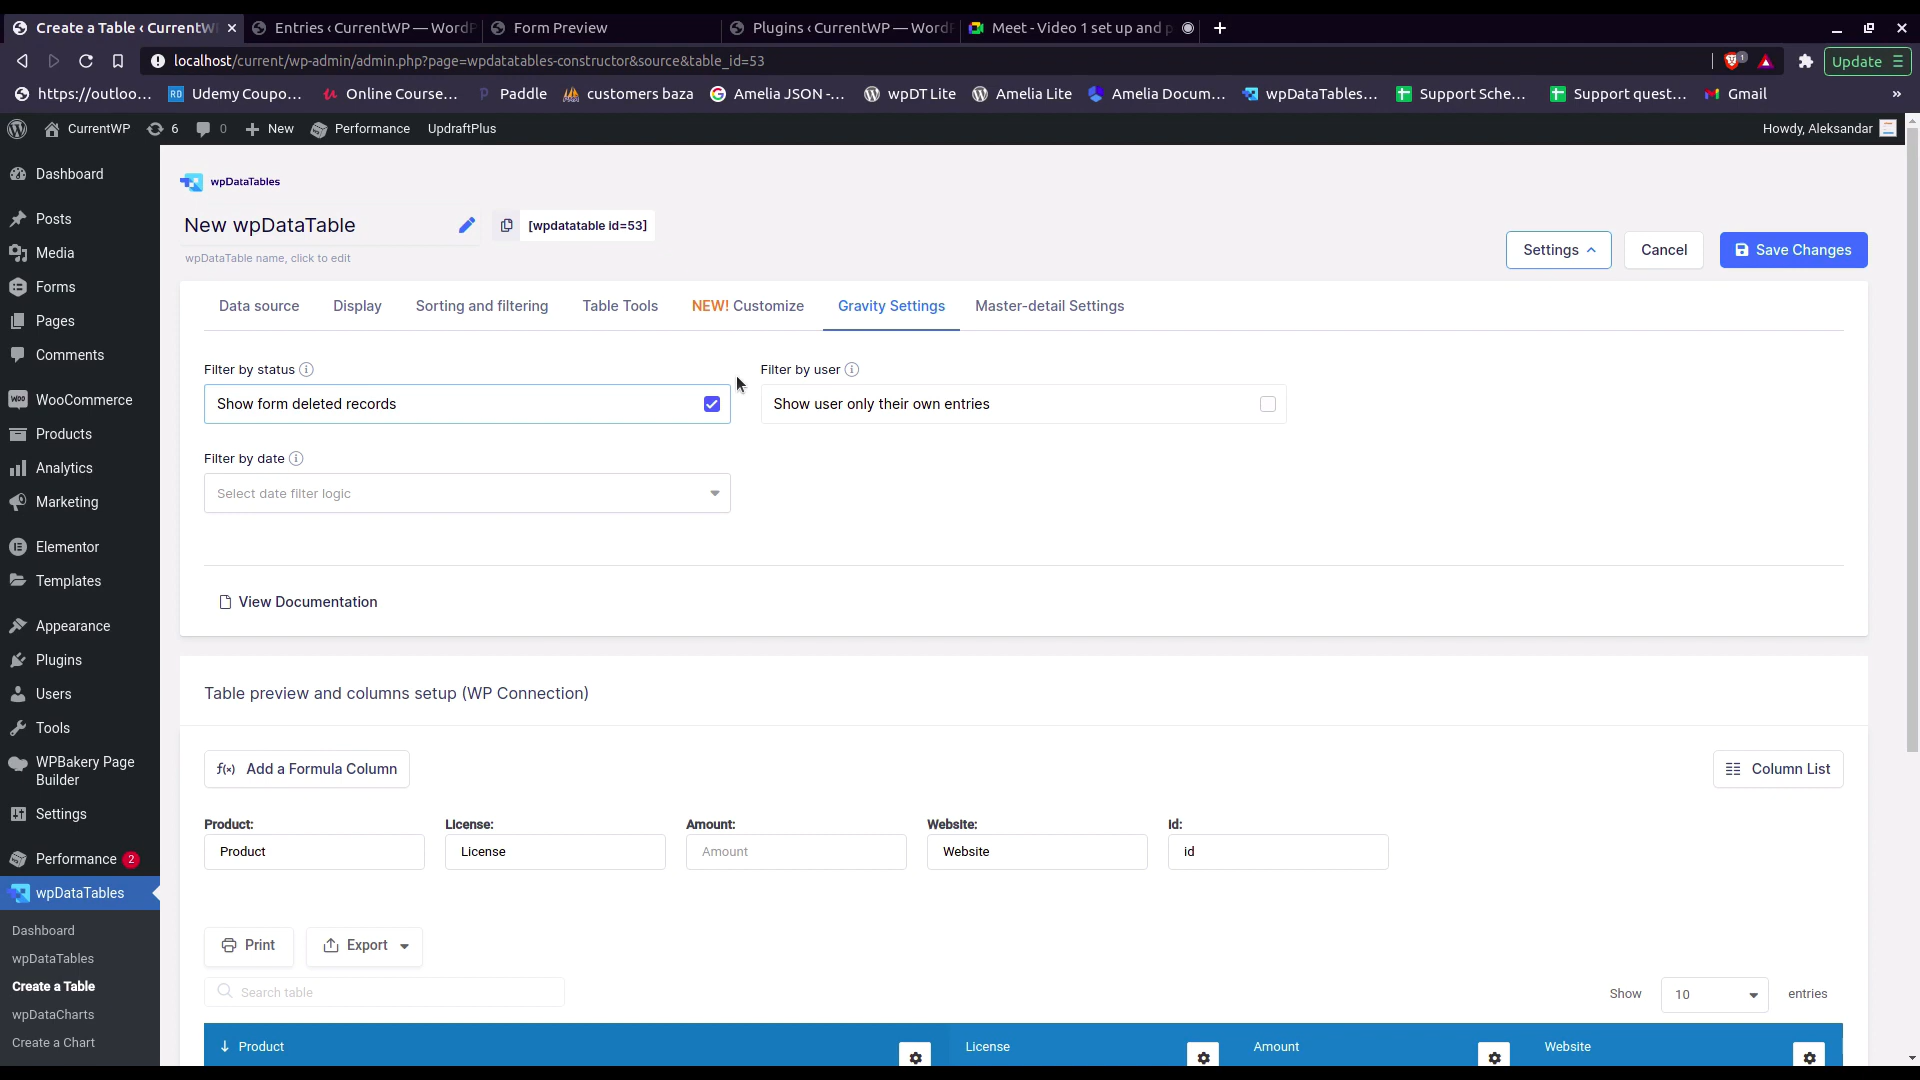 Create a Table ‹ CurrentW
Entries ‹ CurrentWP — WordP
Form Preview
Plugins ‹ CurrentWP — WordP
Meet - Video 1 set up and p
localhost/current/wp-admin/admin.php?page=wpdatatables-constructor&source&table_id=53
1
Update
https://outloo...
RD Udemy Coupo...
Online Course...
Paddle
customers baza
Amelia JSON -...
wpDT Lite
Amelia Lite
Amelia Docum...
wpDataTables...
Support Sche...
Support quest...
Gmail
»
CurrentWP
6
0
New
Performance
UpdraftPlus
Howdy, Aleksandar
Dashboard
Posts
Media
Forms
Pages
Comments
WooCommerce
Products
Analytics
Marketing
Elementor
Templates
Appearance
Plugins
Users
Tools
WPBakery Page
Builder
Settings
Performance 2
wpDataTables
Dashboard
wpDataTables
Create a Table
wpDataCharts
Create a Chart
wpDataTables
New wpDataTable
[wpdatatable id=53]
wpDataTable name, click to edit
Settings
Cancel
Save Changes
Data source
Display
Sorting and filtering
Table Tools
NEW! Customize
Gravity Settings
Master-detail Settings
Filter by status
Filter by user
Show form deleted records
Show user only their own entries
Filter by date
Select date filter logic
View Documentation
Table preview and columns setup (WP Connection)
f(x) Add a Formula Column
Column List
Product:
License:
Amount:
Website:
Id:
Product
License
Amount
Website
id
Print
Export
Search table
Show 10 entries
Product
License
Amount
Website